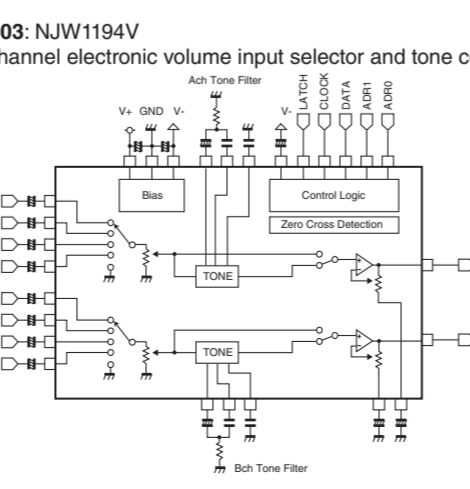 03: NJW1194V
hannel electronic volume input selector and tone c
Ach Tone Filter
V+ GND V-
V- LATCH CLOCK DATA ADR1 ADR0
Bias
Control Logic
Zero Cross Detection
TONE
TONE
Bch Tone Filter